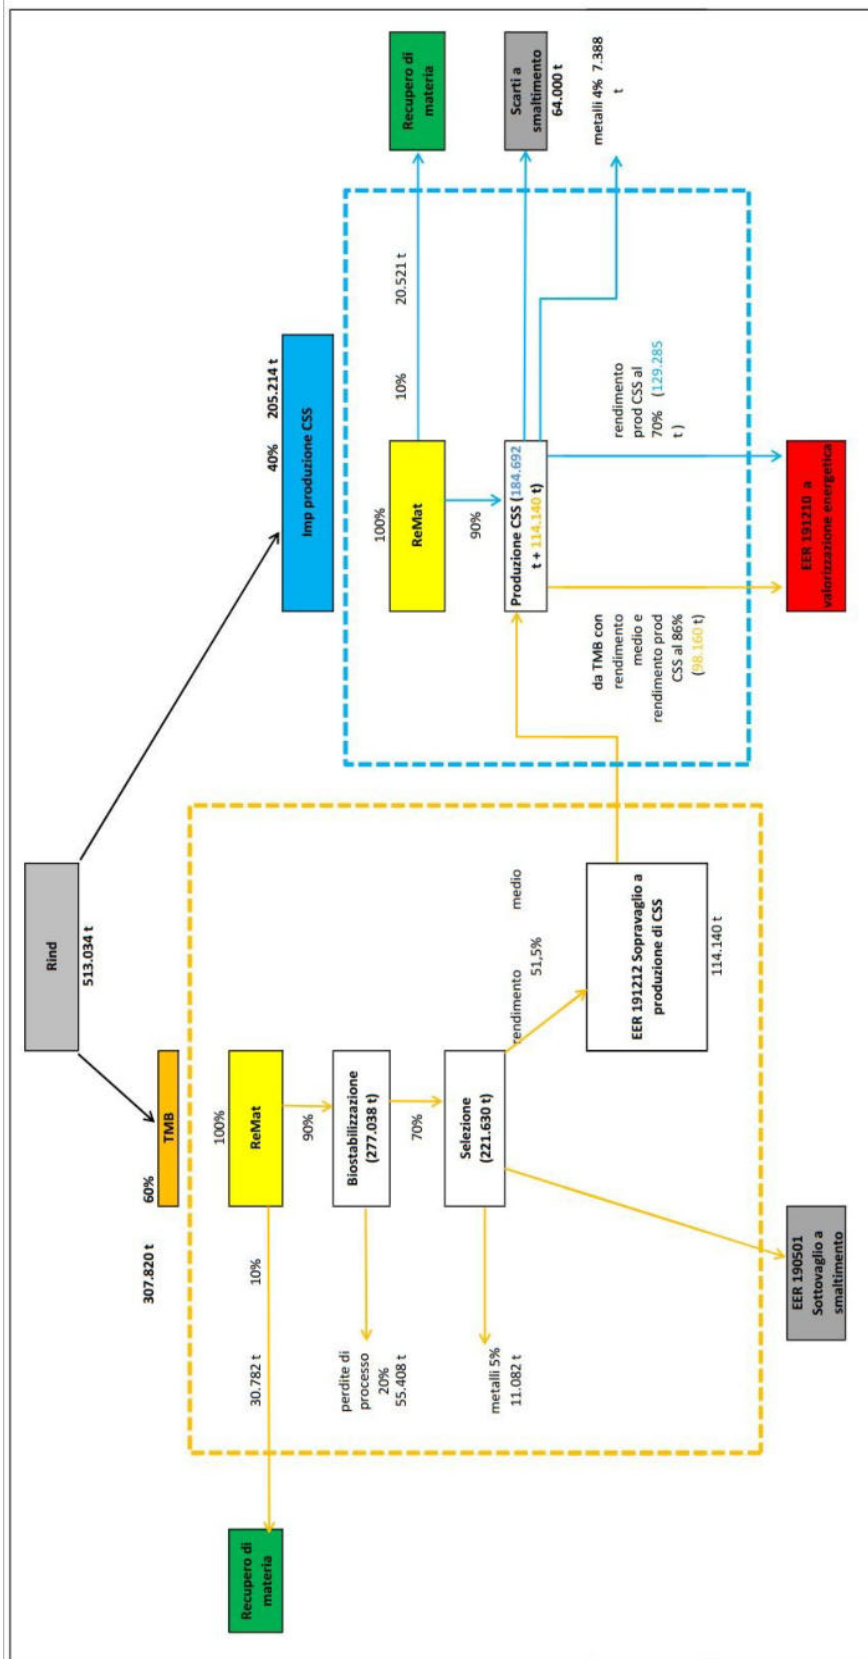 Rind
513.034 t
307.820 t
60%
TMB
40%
205.214 t
Imp produzione CSS
100%
ReMat
10%
30.782 t
Recupero di
materia
90%
Biostabilizzazione
(277.038 t)
perdite di
processo
20%
55.408 t
70%
Selezione
(221.630 t)
metalli 5%
11.082 t
rendimento medio
51,5%
EER 191212 Sopravaglio a
produzione di CSS
114.140 t
EER 190501
Sottovaglio a
smaltimento
100%
ReMat
10%
20.521 t
Recupero di
materia
90%
Produzione CSS (184.692
t + 114.140 t)
Scarti a
smaltimento
64.000 t
metalli 4% 7.388
t
da TMB con
rendimento
medio e
rendimento prod
CSS al 86%
(98.160 t)
rendimento
prod CSS al
70% (129.285
t )
EER 191210 a
valorizzazione energetica